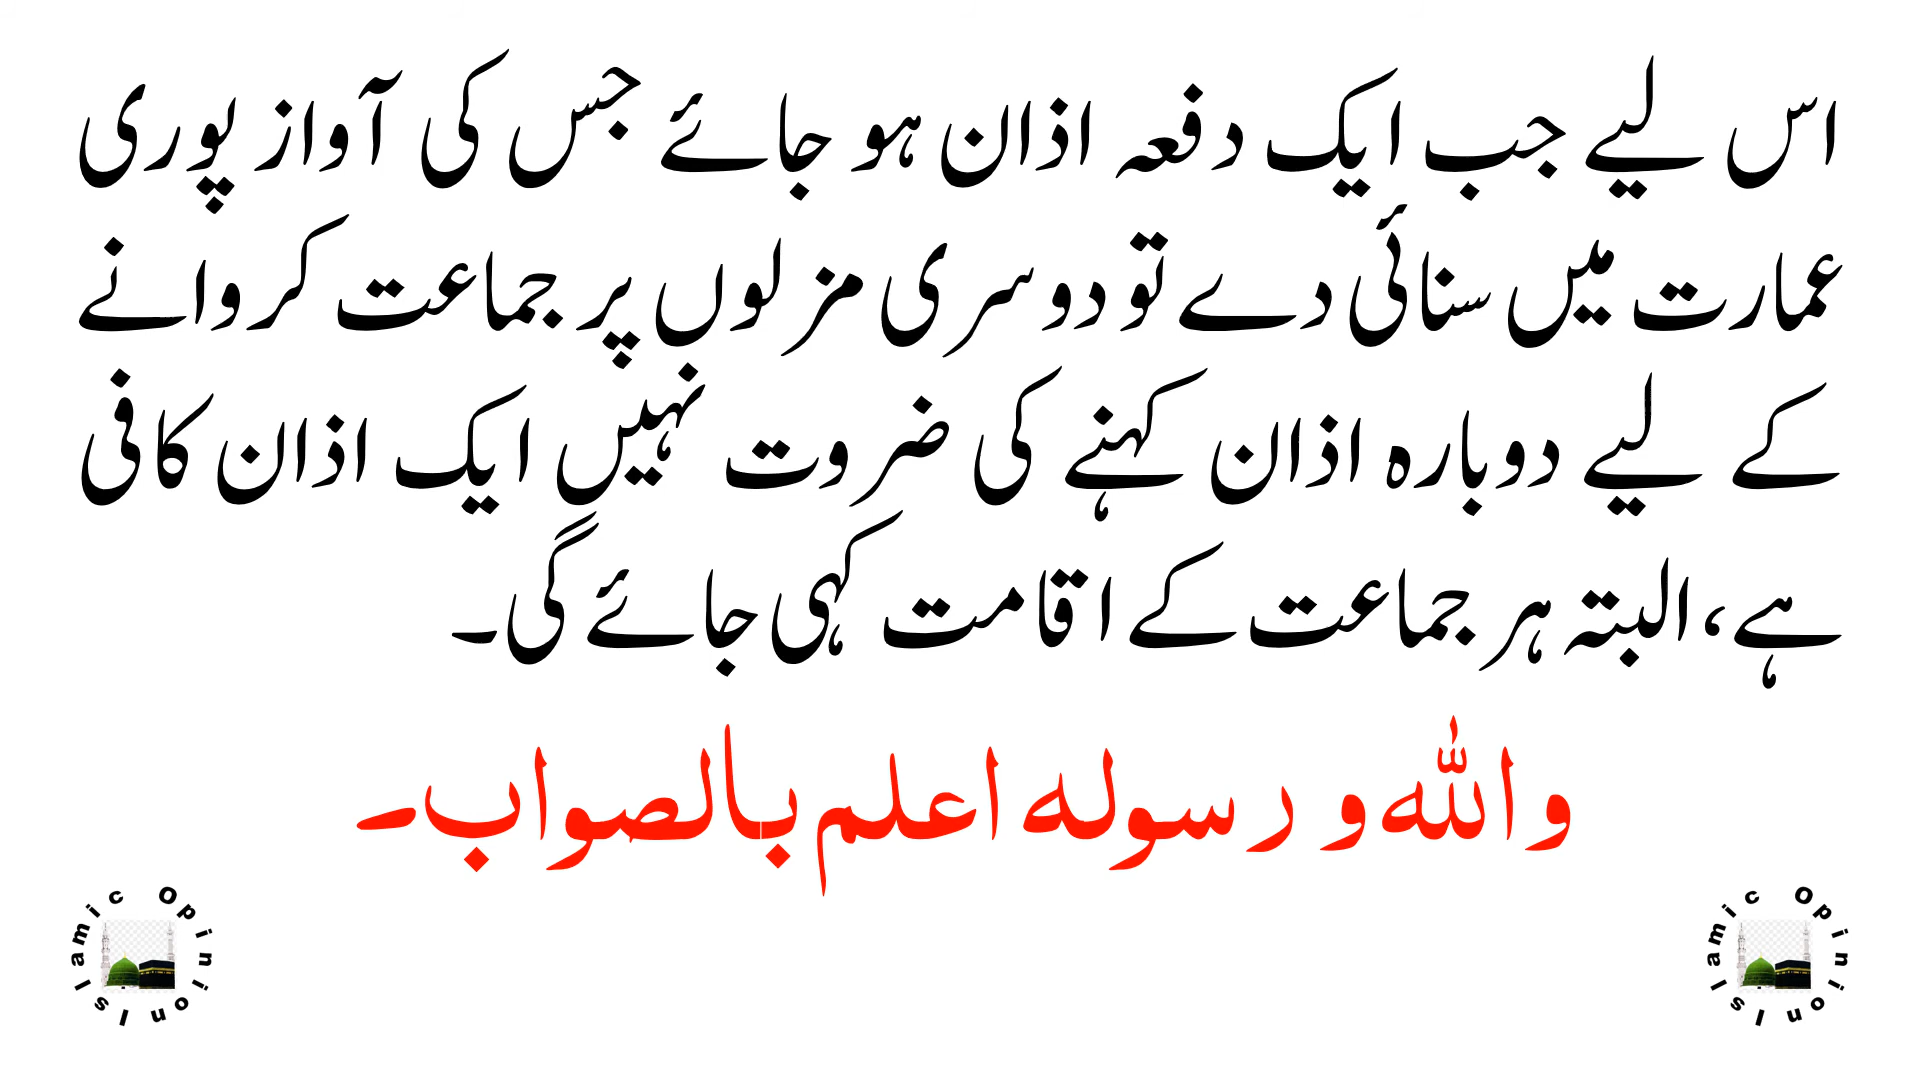 اس لیے جب ایک دفعہ اذان ہو جائے جس کی آواز پوری
عمارت میں سنائی دے تو دوسری مزلوں پر جماعت کروانے
کے لیے دوبارہ اذان کہنے کی ضروت نہیں ایک اذان کافی
ہے، البتہ ہر جماعت کے اقامت کہی جائے گی۔
واللہ و رسولہ اعلم بالصواب۔
Islamic Opinion
Islamic Opinion